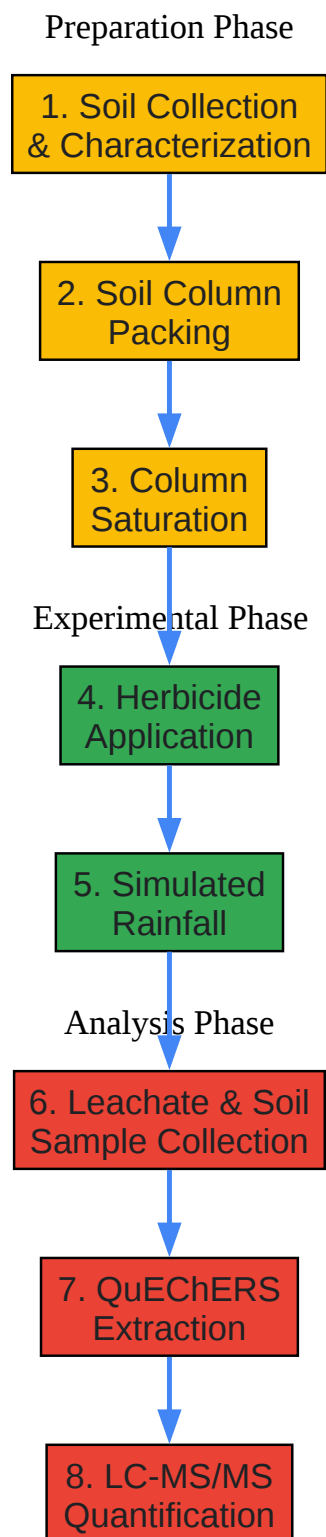 Preparation Phase
1. Soil Collection
& Characterization
2. Soil Column
Packing
3. Column
Saturation
Experimental Phase
4. Herbicide
Application
5. Simulated
Rainfall
Analysis Phase
6. Leachate & Soil
Sample Collection
7. QuEChERS
Extraction
8. LC-MS/MS
Quantification